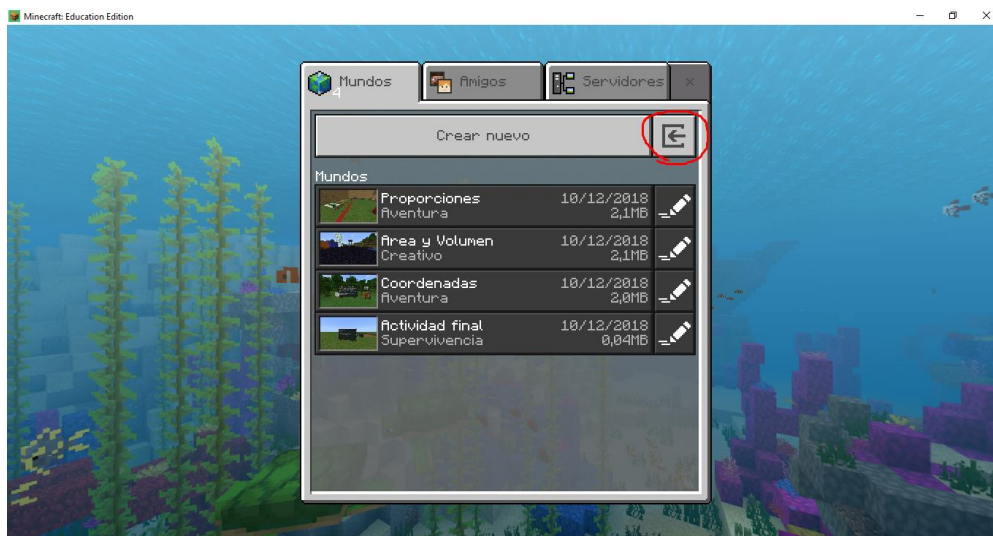 Minecraft: Education Edition
Mundos
4
Amigos
Servidores
Crear nuevo
Mundos
Proporciones 10/12/2018
Aventura 2,1MB
Area y Volumen 10/12/2018
Creativo 2,1MB
Coordenadas 10/12/2018
Aventura 2,0MB
Actividad final 10/12/2018
Supervivencia 0,04MB